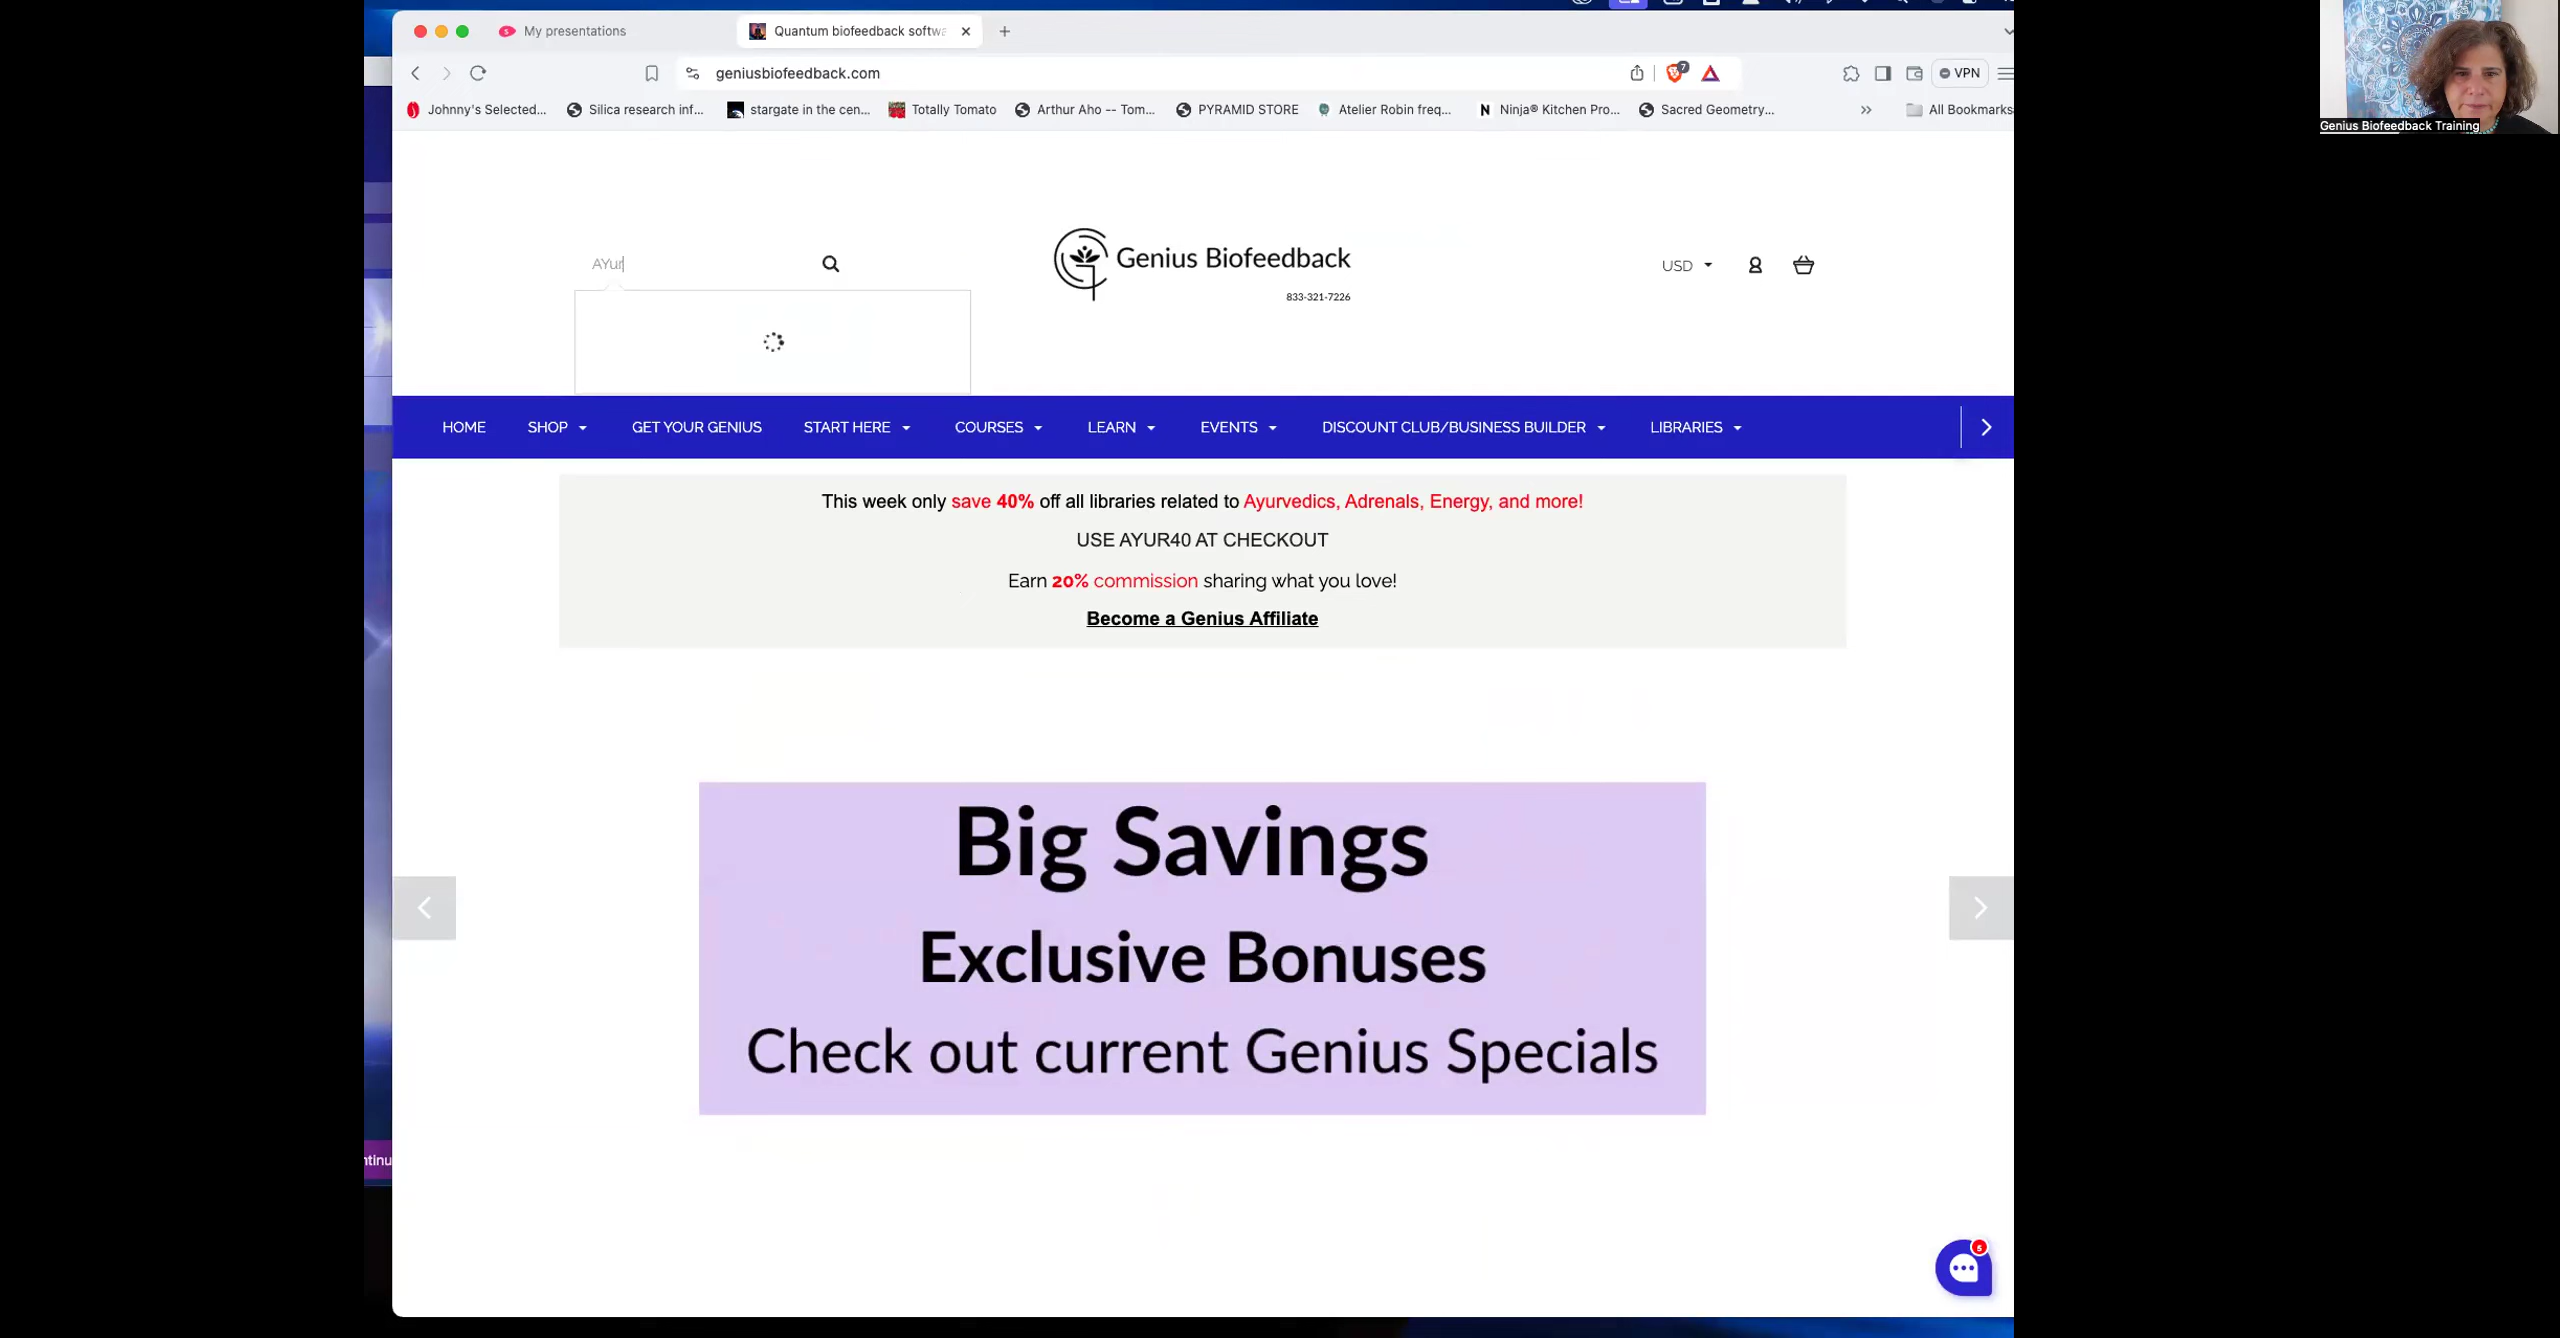 My presentations
Quantum biofeedback softwa
geniusbiofeedback.com
7
VPN
Johnny's Selected...
Silica research inf...
stargate in the cen...
Totally Tomato
Arthur Aho -- Tom...
PYRAMID STORE
Atelier Robin freq...
Ninja® Kitchen Pro...
Sacred Geometry...
All Bookmarks
Genius Biofeedback Training
AYur
Genius Biofeedback
833-321-7226
USD
HOME
SHOP
GET YOUR GENIUS
START HERE
COURSES
LEARN
EVENTS
DISCOUNT CLUB/BUSINESS BUILDER
LIBRARIES
This week only save 40% off all libraries related to Ayurvedics, Adrenals, Energy, and more!
USE AYUR40 AT CHECKOUT
Earn 20% commission sharing what you love!
Become a Genius Affiliate
Big Savings
Exclusive Bonuses
Check out current Genius Specials
ntinu
5